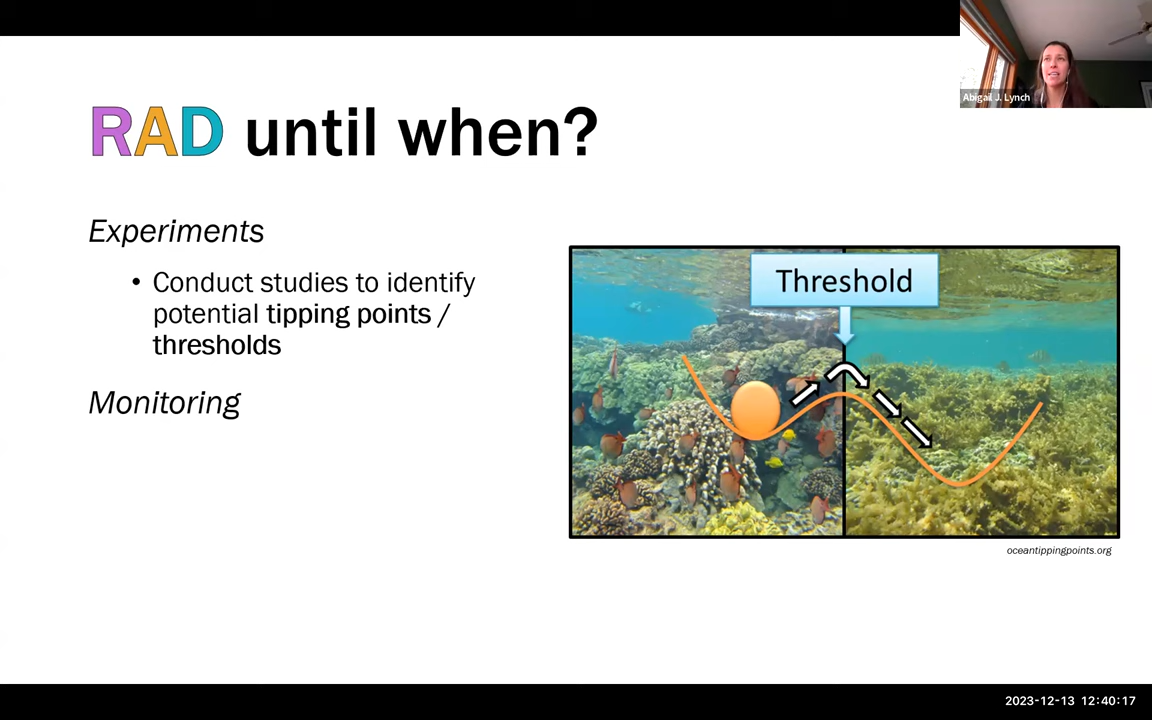 Abigail J. Lynch
RAD until when?
Experiments
• Conduct studies to identify
potential tipping points /
thresholds
Monitoring
Threshold
oceantippingpoints.org
2023-12-13 12:40:17